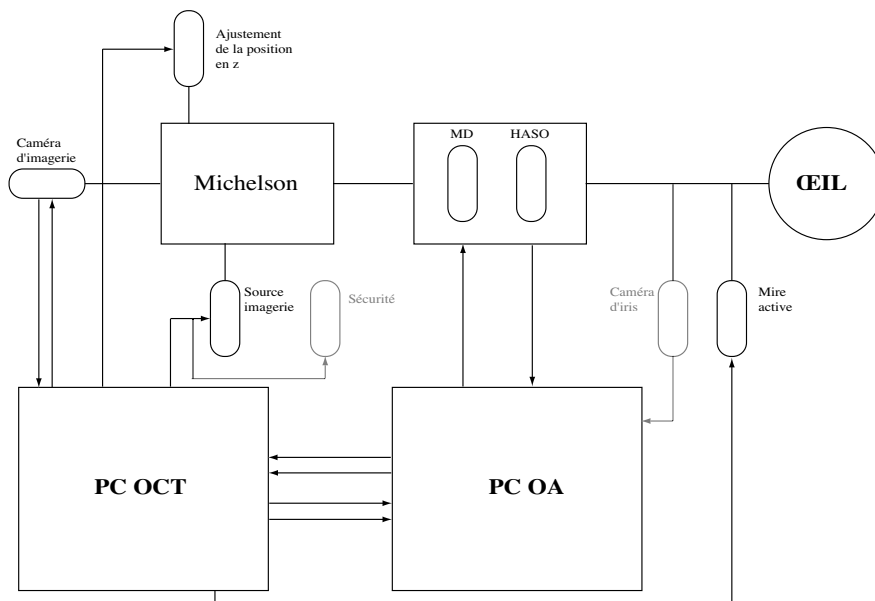 Ajustement
de la position
en z
Caméra
d'imagerie
Michelson
MD
HASO
ŒIL
Source
imagerie
Sécurité
Caméra
d'iris
Mire
active
PC OCT
PC OA